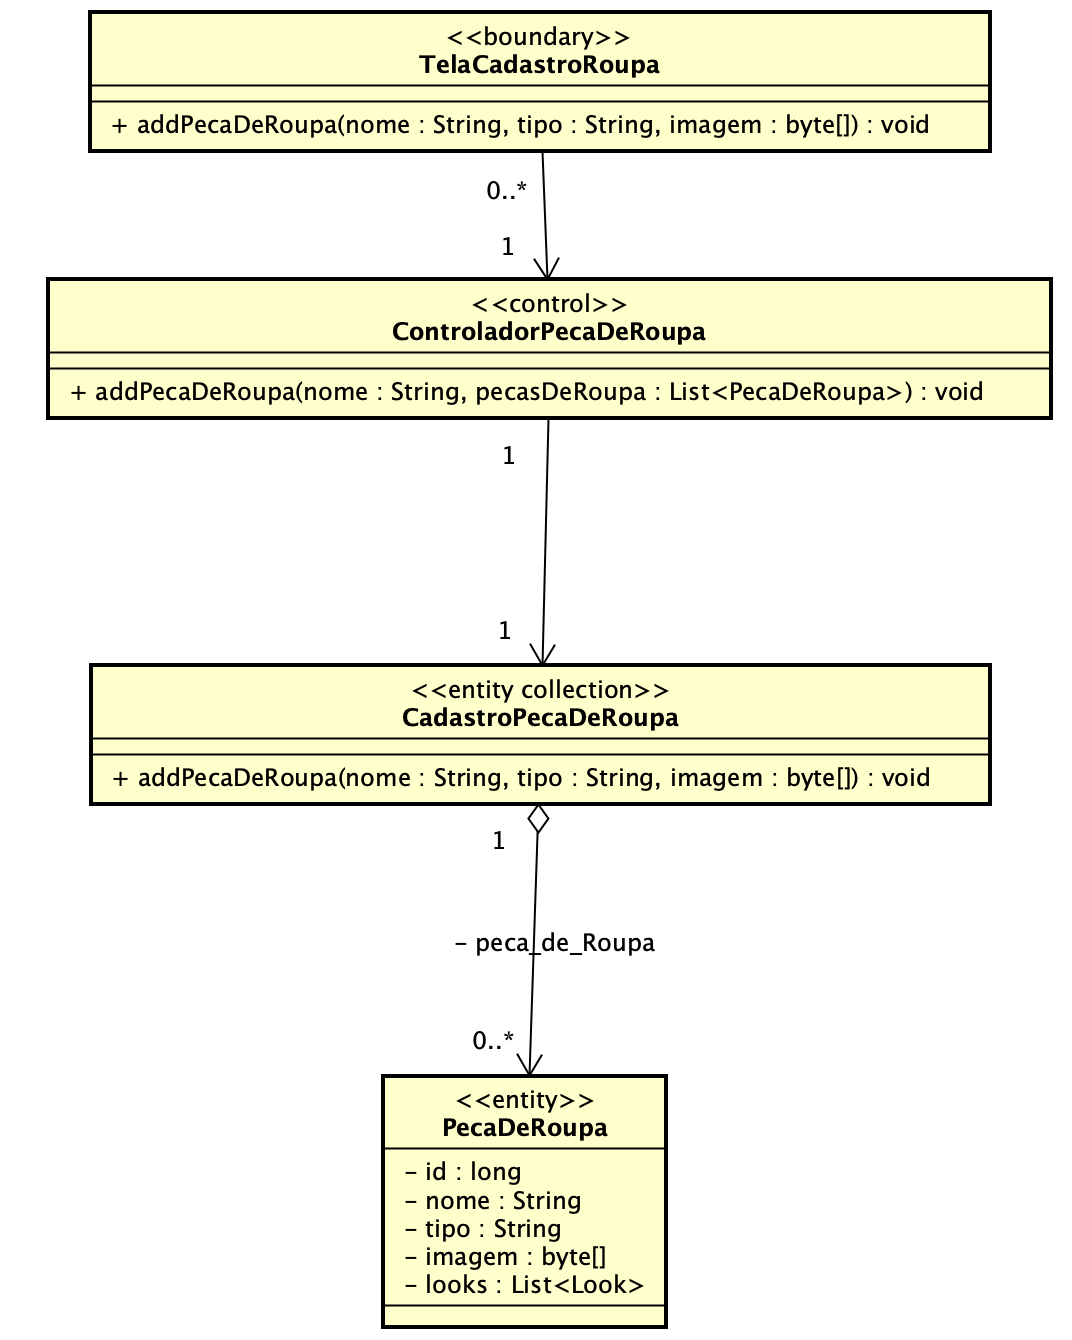 <<boundary>>
TelaCadastroRoupa
+ addPecaDeRoupa(nome : String, tipo : String, imagem : byte[]) : void
0..*
1
<<control>>
ControladorPecaDeRoupa
+ addPecaDeRoupa(nome : String, pecasDeRoupa : List<PecaDeRoupa>) : void
1
1
<<entity collection>>
CadastroPecaDeRoupa
+ addPecaDeRoupa(nome : String, tipo : String, imagem : byte[]) : void
1
- peca_de_Roupa
0..*
<<entity>>
PecaDeRoupa
- id : long
- nome : String
- tipo : String
- imagem : byte[]
- looks : List<Look>